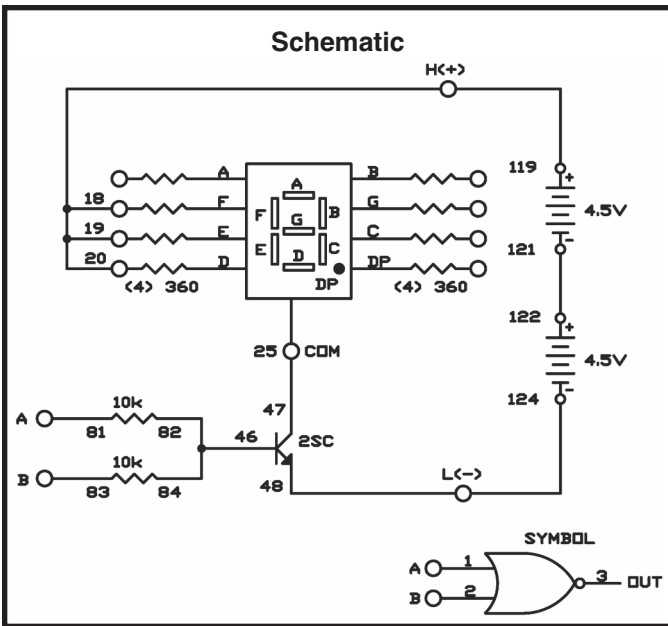 Schematic
H(+)
A
B
119
+
18
F
A
G
4.5V
F
G
B
19
E
C
E
D
C
-
121
20
D
DP
(4) 360
DP
(4) 360
122
+
25
COM
4.5V
-
124
10k
47
A
81
82
46
2SC
10k
L(-)
B
83
84
48
SYMBOL
A
1
3
OUT
B
2